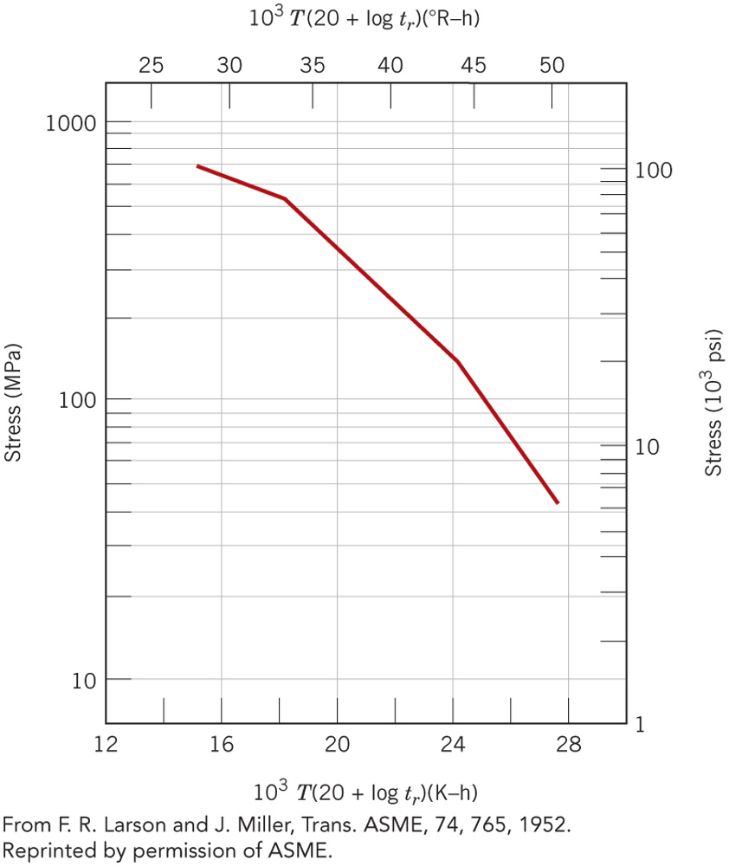 10³ T(20 + log tᵣ)(°R–h)
25 30 35 40 45 50
1000
100
100
10
10
1
12 16 20 24 28
Stress (MPa)
Stress (10³ psi)
10³ T(20 + log tᵣ)(K–h)
From F. R. Larson and J. Miller, Trans. ASME, 74, 765, 1952.
Reprinted by permission of ASME.